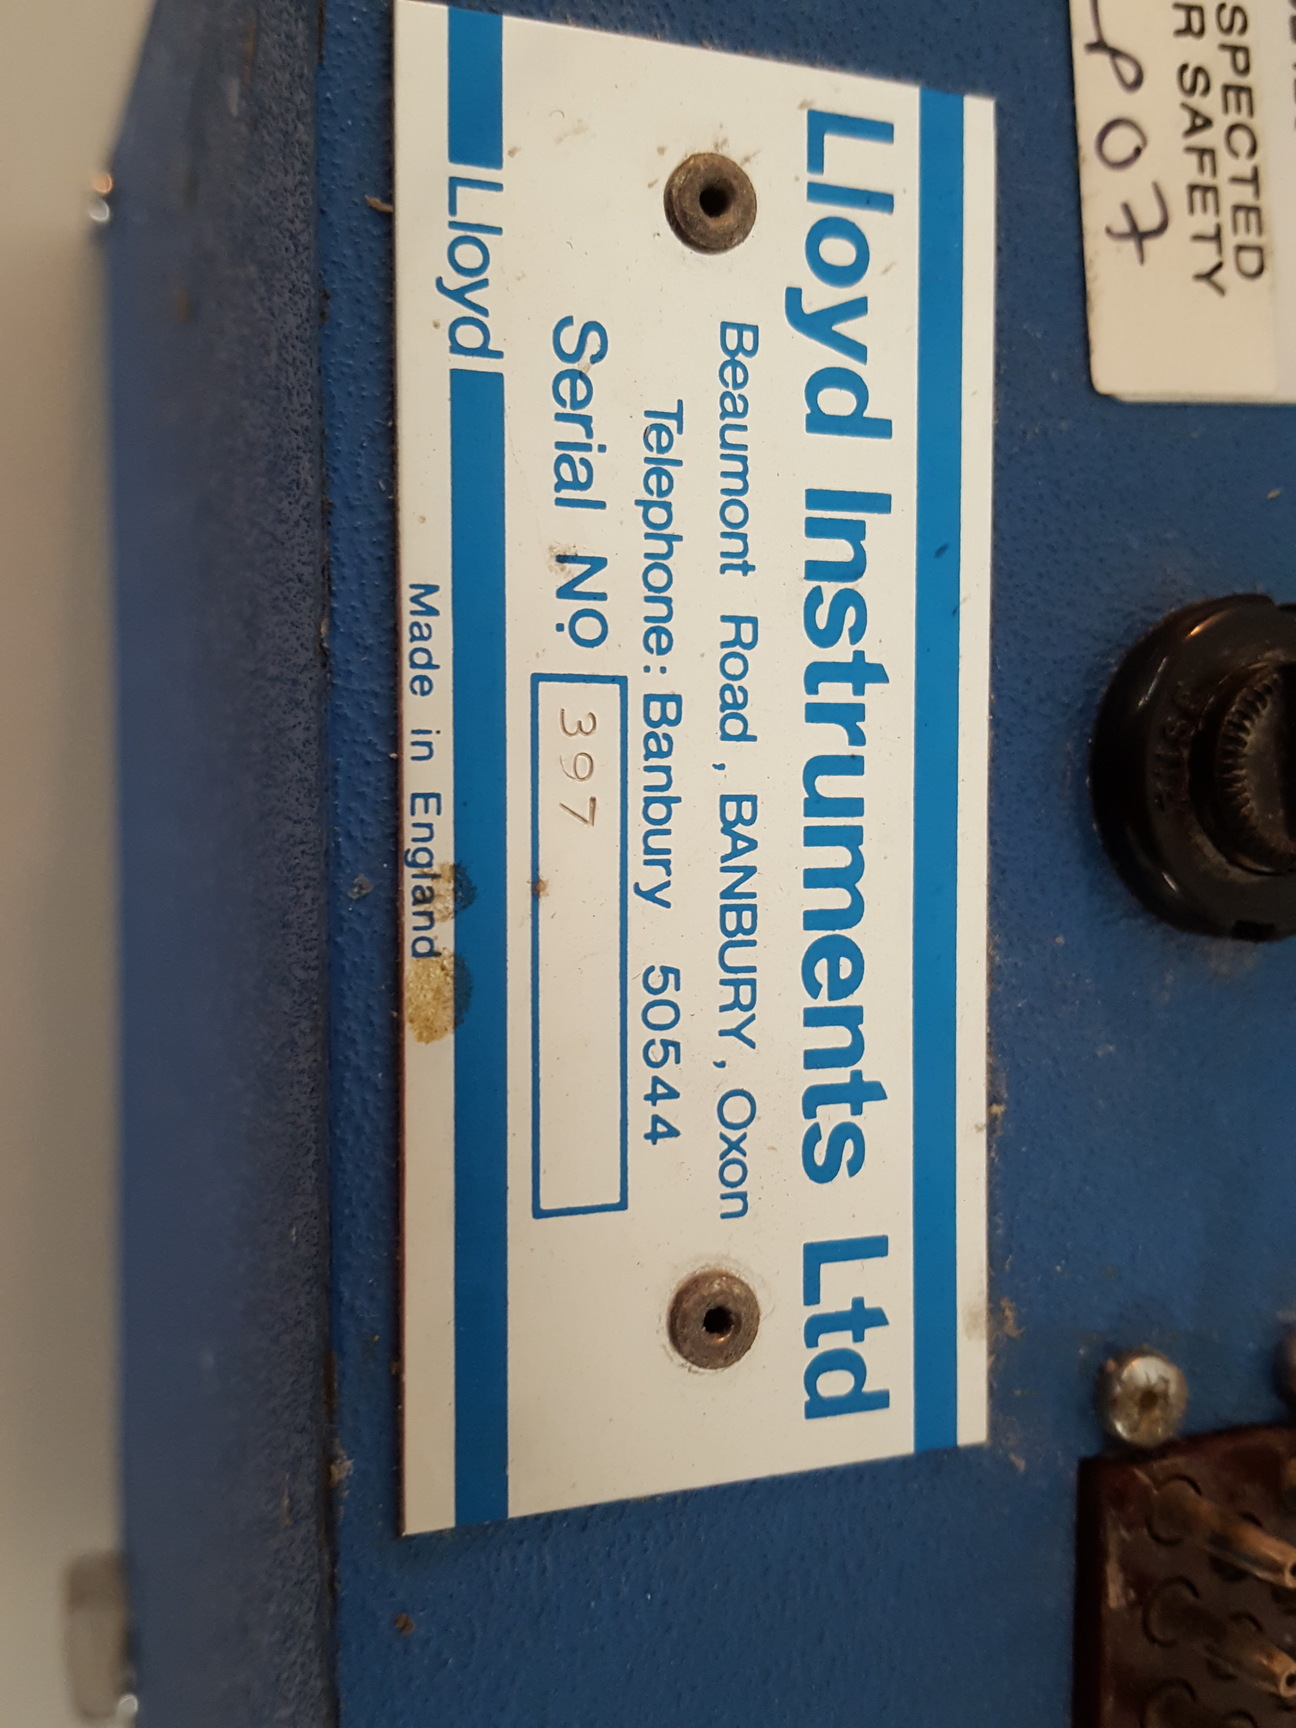 SPECTED
R SAFETY
P07
Lloyd Instruments Ltd
Beaumont Road, BANBURY, Oxon
Telephone: Banbury 50544
Serial Nº 397
Lloyd
Made in England